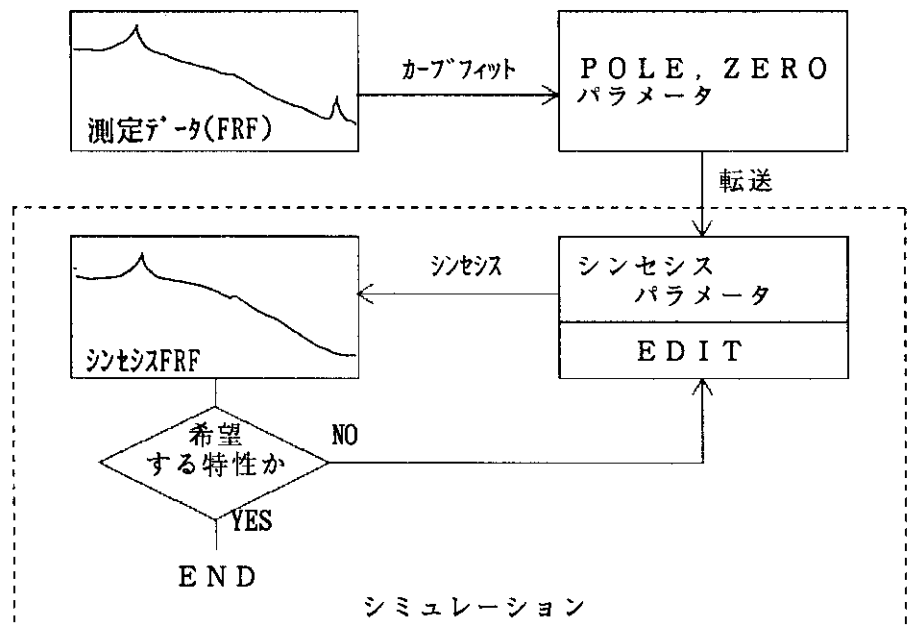 測定データ(FRF)
カーブフィット
POLE, ZERO
パラメータ
転送
シンセシスFRF
シンセシス
シンセシス
パラメータ
EDIT
希望
する特性か
NO
YES
END
シミュレーション